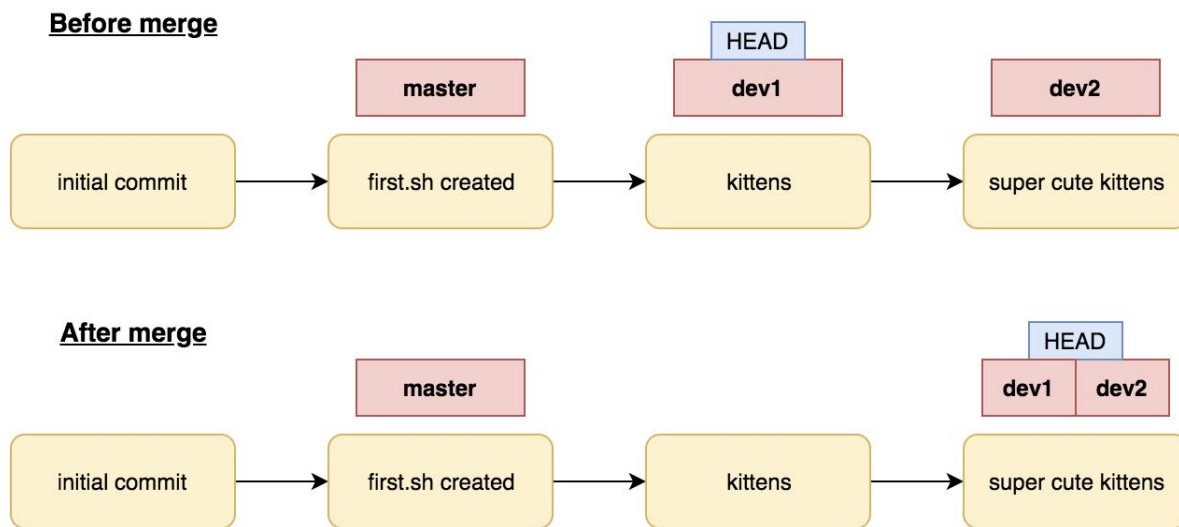 Before merge
HEAD
master
dev1
dev2
initial commit
first.sh created
kittens
super cute kittens
After merge
HEAD
master
dev1
dev2
initial commit
first.sh created
kittens
super cute kittens